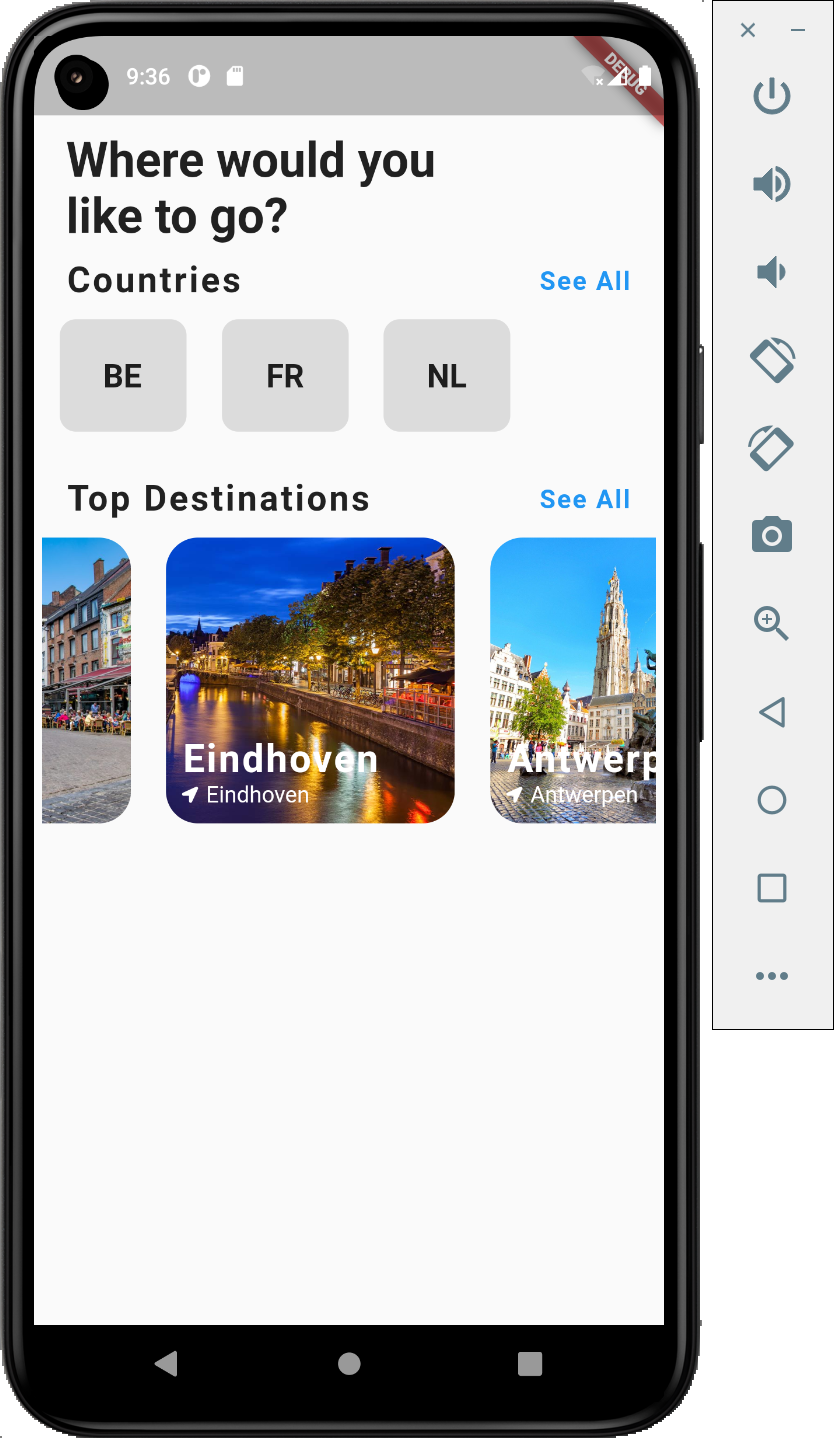 9:36
DEBUG
Where would you
like to go?
Countries
See All
BE
FR
NL
Top Destinations
See All
Eindhoven
Eindhoven
Antwerp
Antwerpen